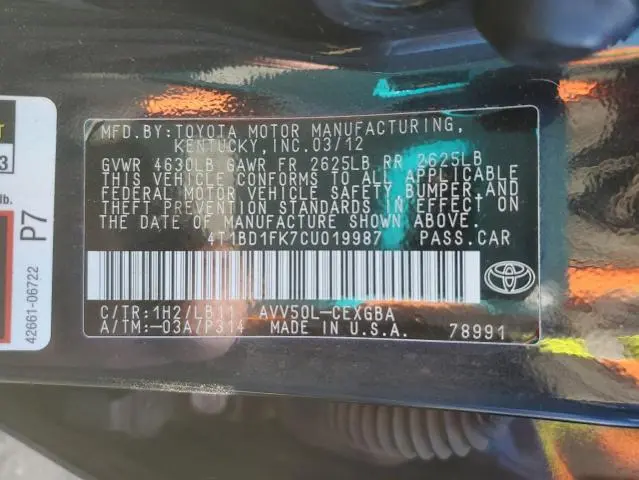 MFD.BY:TOYOTA MOTOR MANUFACTURING,
KENTUCKY,INC.03/12
GVWR 4630LB GAWR FR 2625LB RR 2625LB
THIS VEHICLE CONFORMS TO ALL APPLICABLE
FEDERAL MOTOR VEHICLE SAFETY, BUMPER AND
THEFT PREVENTION STANDARDS IN EFFECT ON
THE DATE OF MANUFACTURE SHOWN ABOVE.
4T1BD1FK7CU019987 PASS.CAR
C/TR:1H2/LB11 AVV50L-CEXGBA
A/TM:-03A/P314 MADE IN U.S.A. 78991
3
lb.
P7
42661-06722